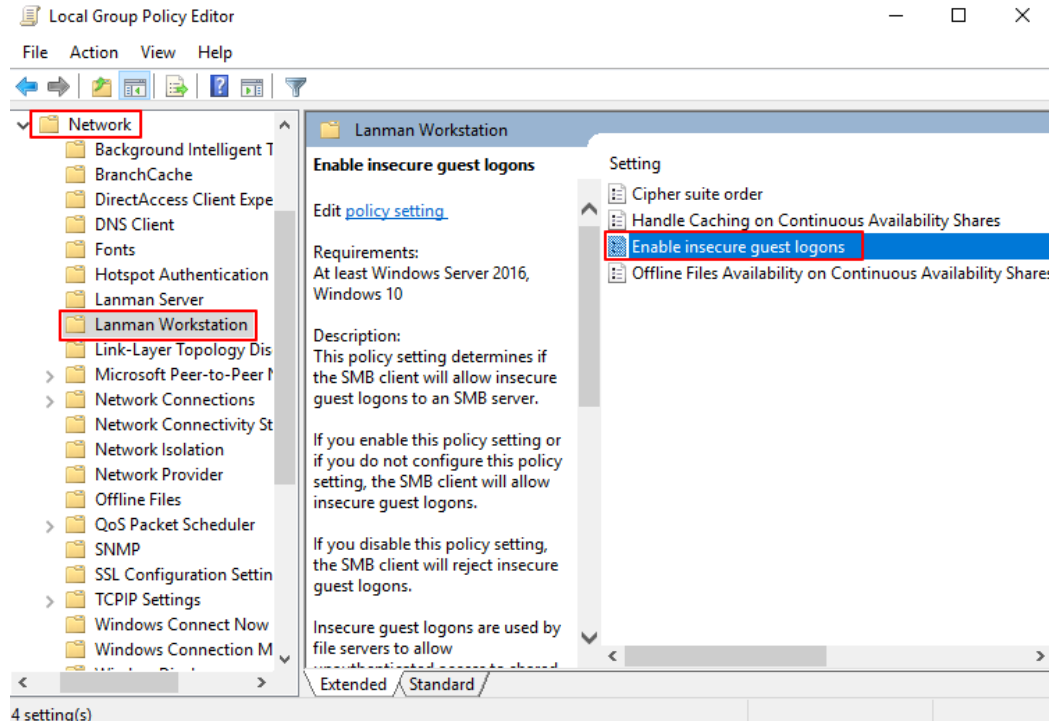 Local Group Policy Editor
File Action View Help
Network
Background Intelligent T
BranchCache
DirectAccess Client Expe
DNS Client
Fonts
Hotspot Authentication
Lanman Server
Lanman Workstation
Link-Layer Topology Dis
Microsoft Peer-to-Peer N
Network Connections
Network Connectivity St
Network Isolation
Network Provider
Offline Files
QoS Packet Scheduler
SNMP
SSL Configuration Settin
TCPIP Settings
Windows Connect Now
Windows Connection M
Lanman Workstation
Enable insecure guest logons
Edit policy setting
Requirements:
At least Windows Server 2016,
Windows 10
Description:
This policy setting determines if
the SMB client will allow insecure
guest logons to an SMB server.
If you enable this policy setting or
if you do not configure this policy
setting, the SMB client will allow
insecure guest logons.
If you disable this policy setting,
the SMB client will reject insecure
guest logons.
Insecure guest logons are used by
file servers to allow
Setting
Cipher suite order
Handle Caching on Continuous Availability Shares
Enable insecure guest logons
Offline Files Availability on Continuous Availability Shares
Extended Standard
4 setting(s)